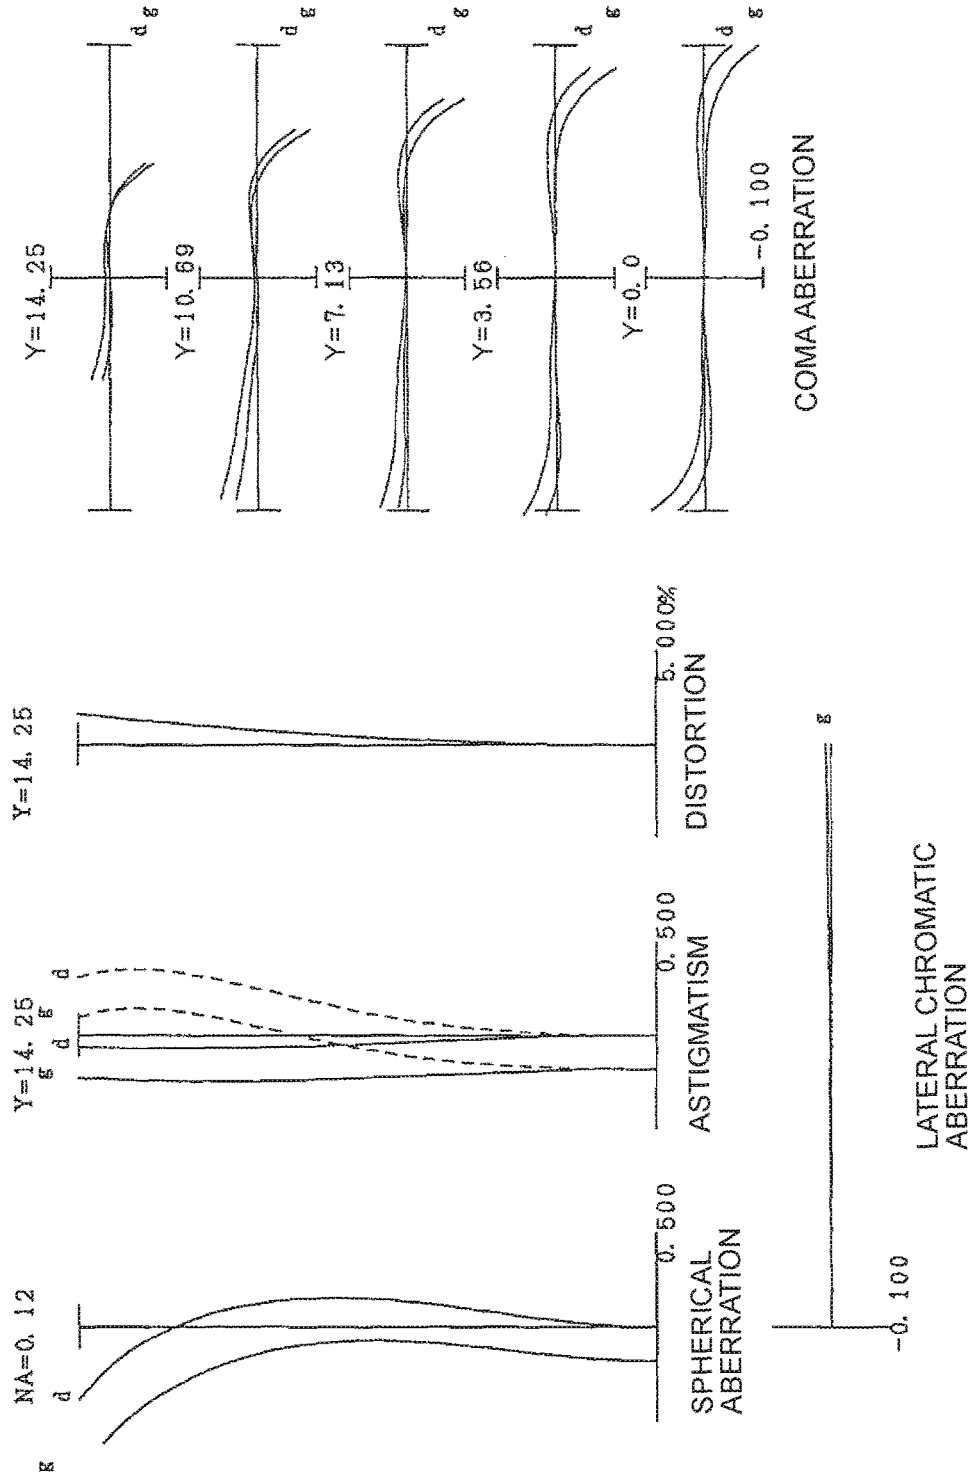 NA=0. 12
g
d
0. 500
SPHERICAL
ABERRATION
Y=14. 25
g
d
g
d
0. 500
ASTIGMATISM
Y=14. 25
5. 000%
DISTORTION
Y=14. 25
d
g
Y=10. 69
d
g
Y=7. 13
d
g
Y=3. 56
d
g
Y=0. 0
d
g
-0. 100
COMA ABERRATION
g
-0. 100
LATERAL CHROMATIC
ABERRATION